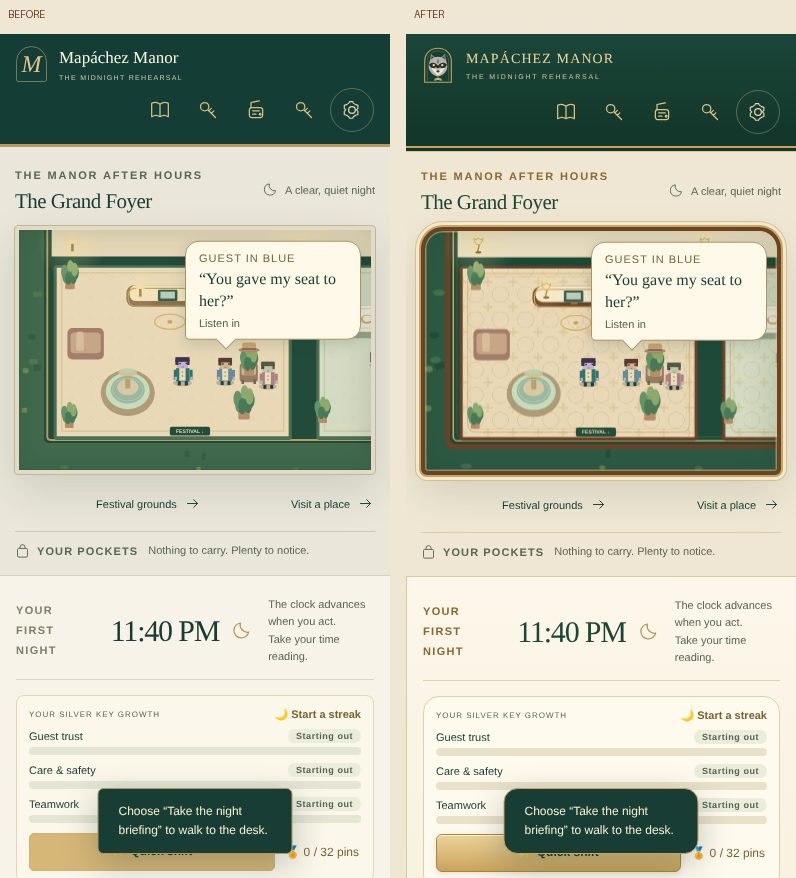 BEFORE
M
Mapáchez Manor
THE MIDNIGHT REHEARSAL
THE MANOR AFTER HOURS
The Grand Foyer
A clear, quiet night
GUEST IN BLUE
“You gave my seat to
her?”
Listen in
FESTIVAL ↓
Festival grounds →
Visit a place →
YOUR POCKETS Nothing to carry. Plenty to notice.
YOUR
FIRST
NIGHT
11:40 PM
The clock advances
when you act.
Take your time
reading.
YOUR SILVER KEY GROWTH
🌙 Start a streak
Guest trust
Starting out
Care & safety
Starting out
Teamwork
Starting out
Choose “Take the night
briefing” to walk to the desk.
0 / 32 pins
AFTER
MAPÁCHEZ MANOR
THE MIDNIGHT REHEARSAL
THE MANOR AFTER HOURS
The Grand Foyer
A clear, quiet night
GUEST IN BLUE
“You gave my seat to
her?”
Listen in
FESTIVAL ↓
Festival grounds →
Visit a place →
YOUR POCKETS Nothing to carry. Plenty to notice.
YOUR
FIRST
NIGHT
11:40 PM
The clock advances
when you act.
Take your time
reading.
YOUR SILVER KEY GROWTH
🌙 Start a streak
Guest trust
Starting out
Care & safety
Starting out
Teamwork
Starting out
Choose “Take the night
briefing” to walk to the desk.
0 / 32 pins